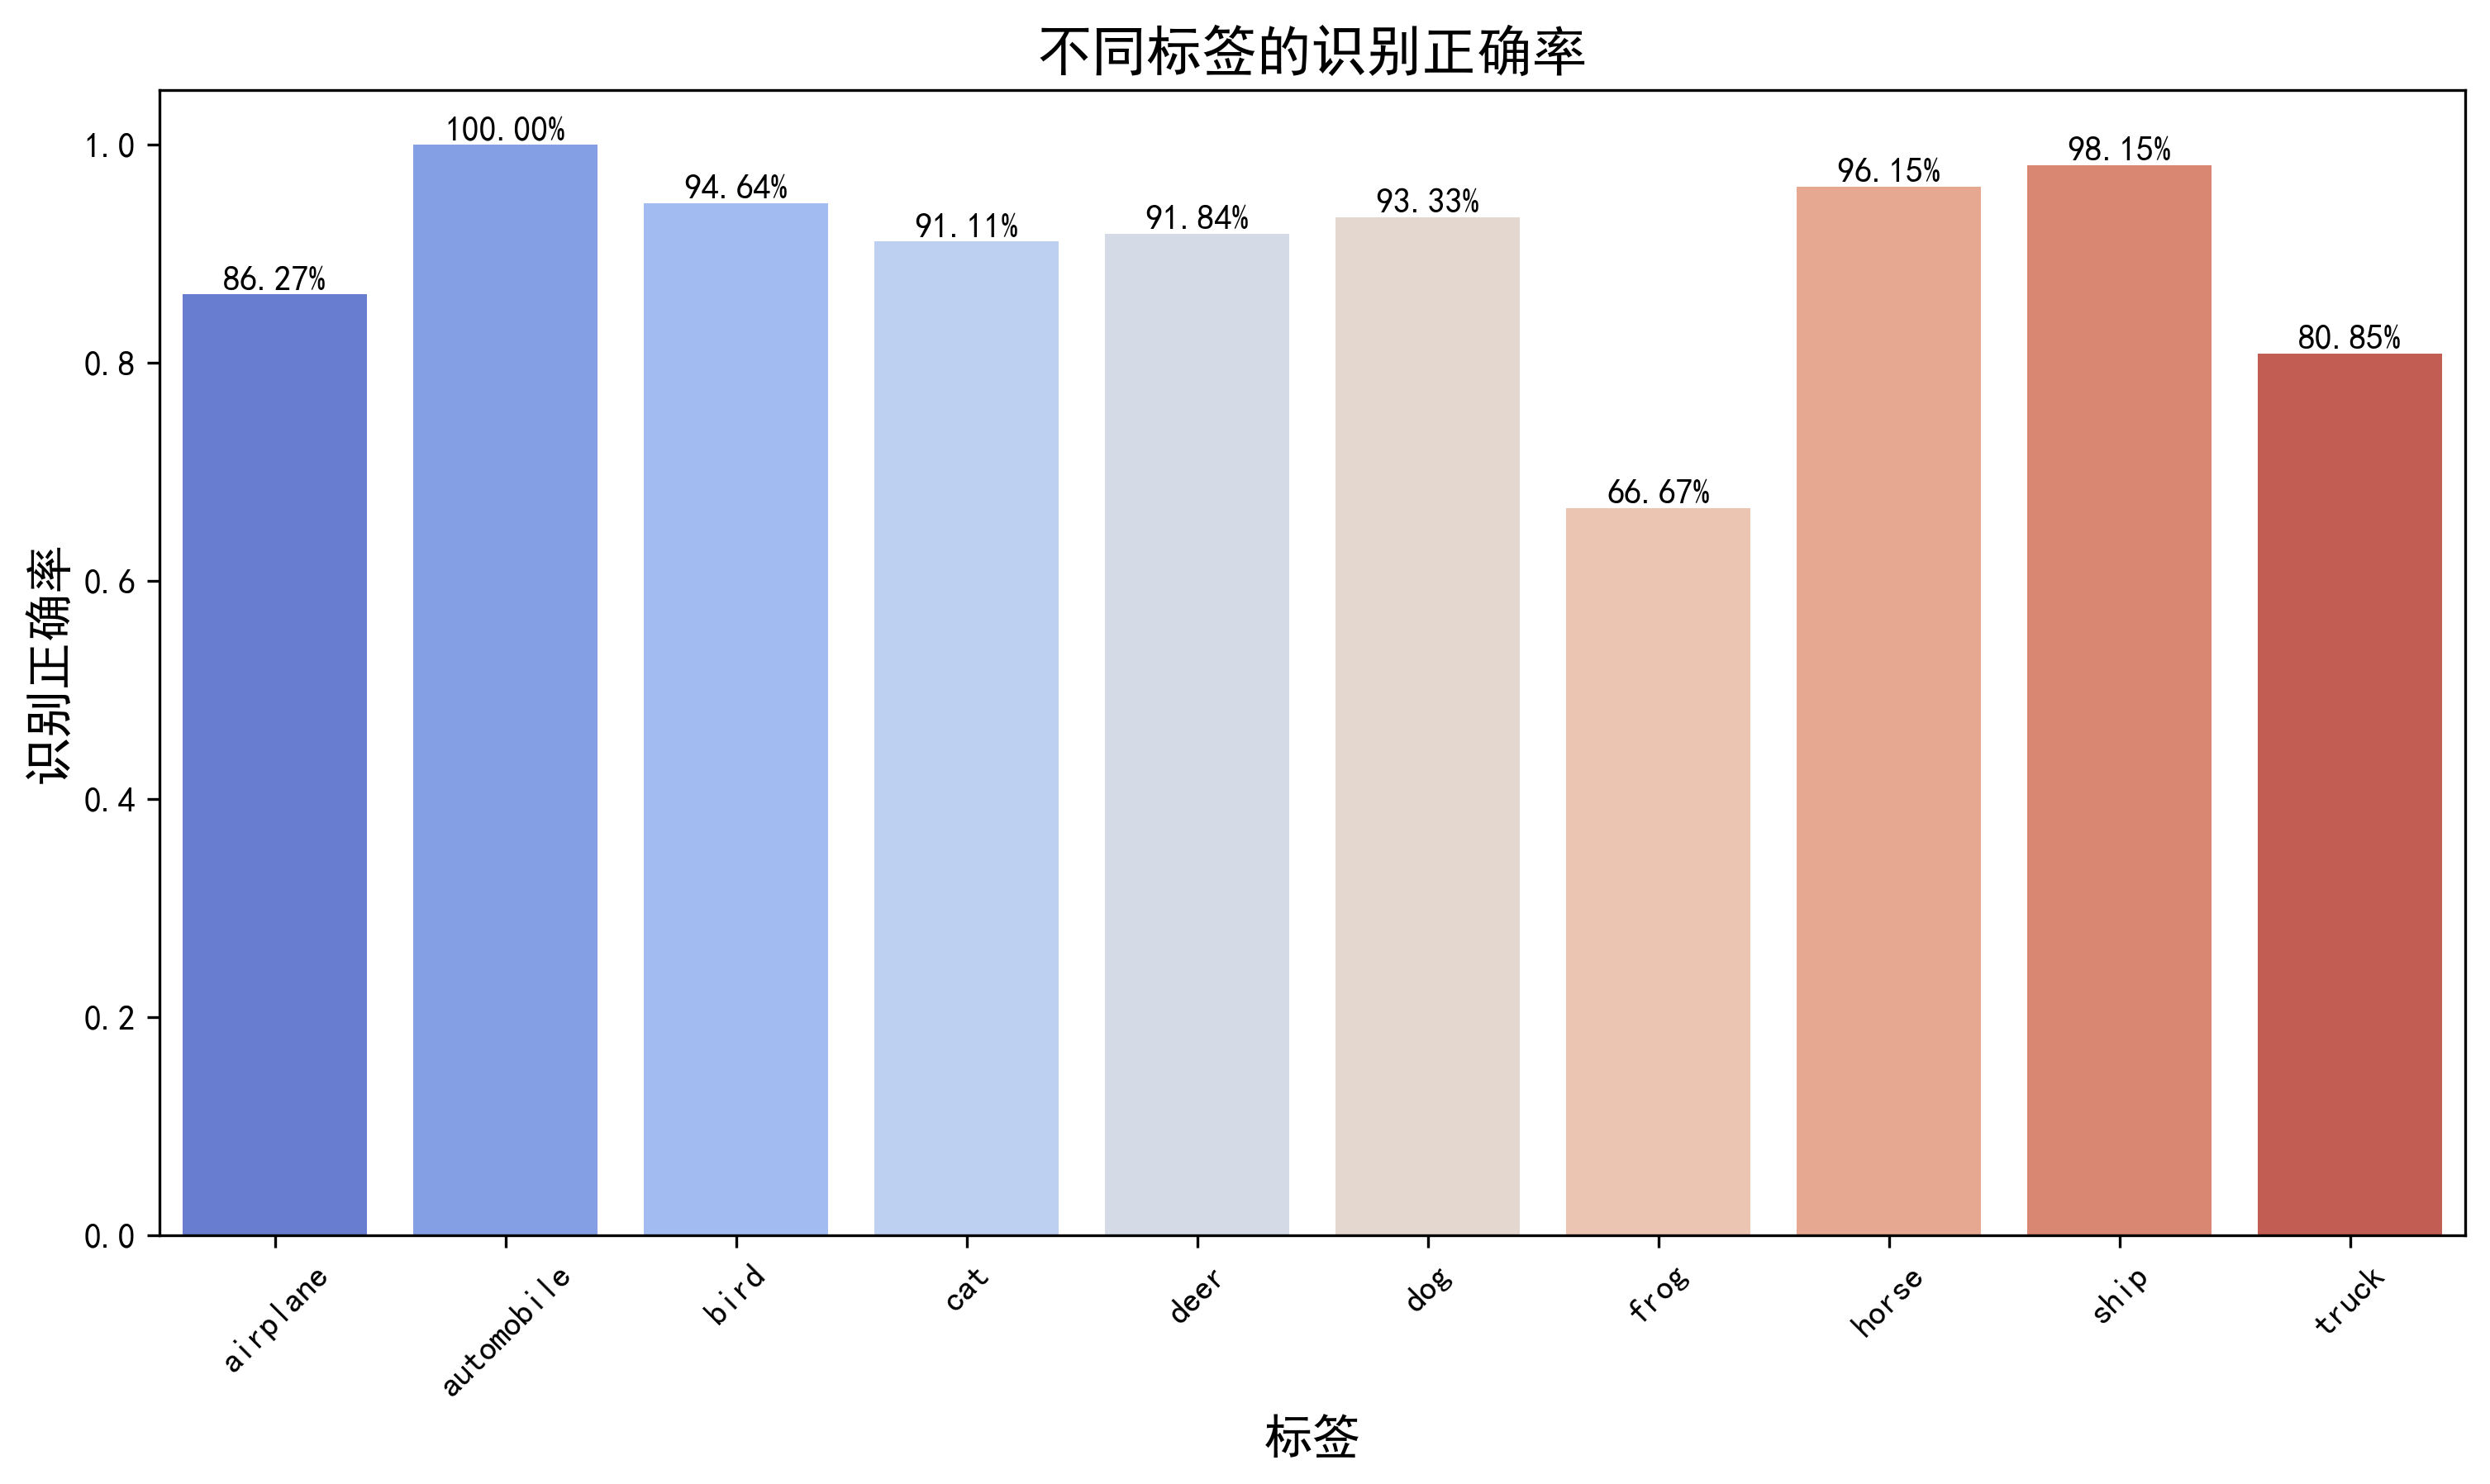 不同标签的识别正确率
识别正确率
1.0
0.8
0.6
0.4
0.2
0.0
86.27%
100.00%
94.64%
91.11%
91.84%
93.33%
66.67%
96.15%
98.15%
80.85%
airplane
automobile
bird
cat
deer
dog
frog
horse
ship
truck
标签